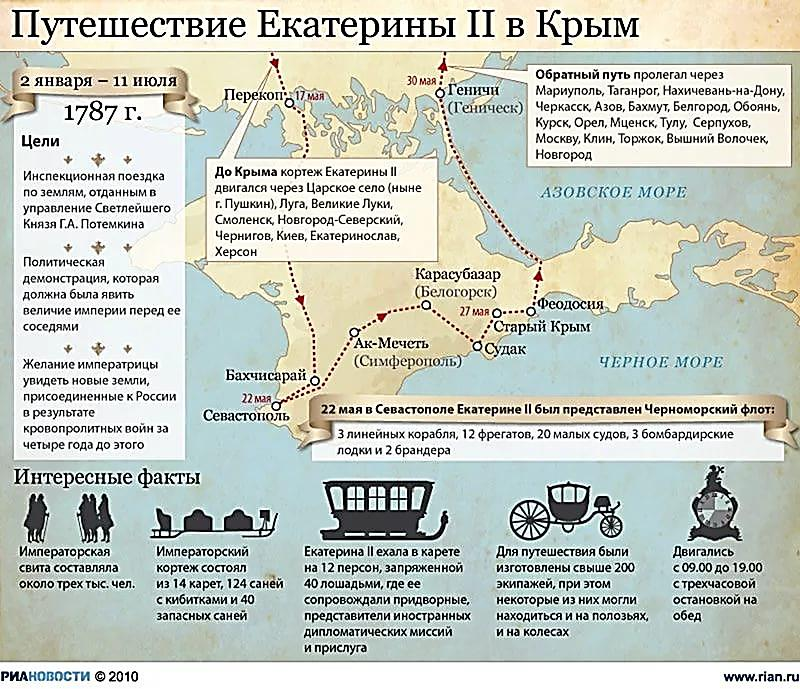 Путешествие Екатерины II в Крым
2 января – 11 июля
1787 г.
Цели
Инспекционная поездка
по землям, отданным в
управление Светлейшего
Князя Г.А. Потемкина
Политическая
демонстрация, которая
должна была явить
величие империи перед ее
соседями
Желание императрицы
увидеть новые земли,
присоединенные к России
в результате
кровопролитных войн за
четыре года до этого
Перекоп
17 мая
30 мая
Геничи
(Геническ)
Обратный путь пролегал через
Мариуполь, Таганрог, Нахичевань-на-Дону,
Черкасск, Азов, Бахмут, Белгород, Обоянь,
Курск, Орел, Мценск, Тулу, Серпухов,
Москву, Клин, Торжок, Вышний Волочек,
Новгород
До Крыма кортеж Екатерины II
двигался через Царское село (ныне
г. Пушкин), Луга, Великие Луки,
Смоленск, Новгород-Северский,
Чернигов, Киев, Екатеринослав,
Херсон
АЗОВСКОЕ МОРЕ
Карасубазар
(Белогорск)
27 мая
Феодосия
Старый Крым
Ак-Мечеть
(Симферополь)
Судак
ЧЕРНОЕ МОРЕ
Бахчисарай
22 мая
Севастополь
22 мая в Севастополе Екатерине II был представлен Черноморский флот:
3 линейных корабля, 12 фрегатов, 20 малых судов, 3 бомбардирские
лодки и 2 брандера
Интересные факты
Императорская
свита составляла
около трех тыс. чел.
Императорский
кортеж состоял
из 14 карет, 124 саней
с кибитками и 40
запасных саней
Екатерина II ехала в карете
на 12 персон, запряженной
40 лошадьми, где ее
сопровождали придворные,
представители иностранных
дипломатических миссий
и прислуга
Для путешествия были
изготовлены свыше 200
экипажей, при этом
некоторые из них могли
находиться и на полозьях,
и на колесах
Двигались
с 09.00 до 19.00
с трехчасовой
остановкой на
обед
РИАНОВОСТИ © 2010
www.rian.ru